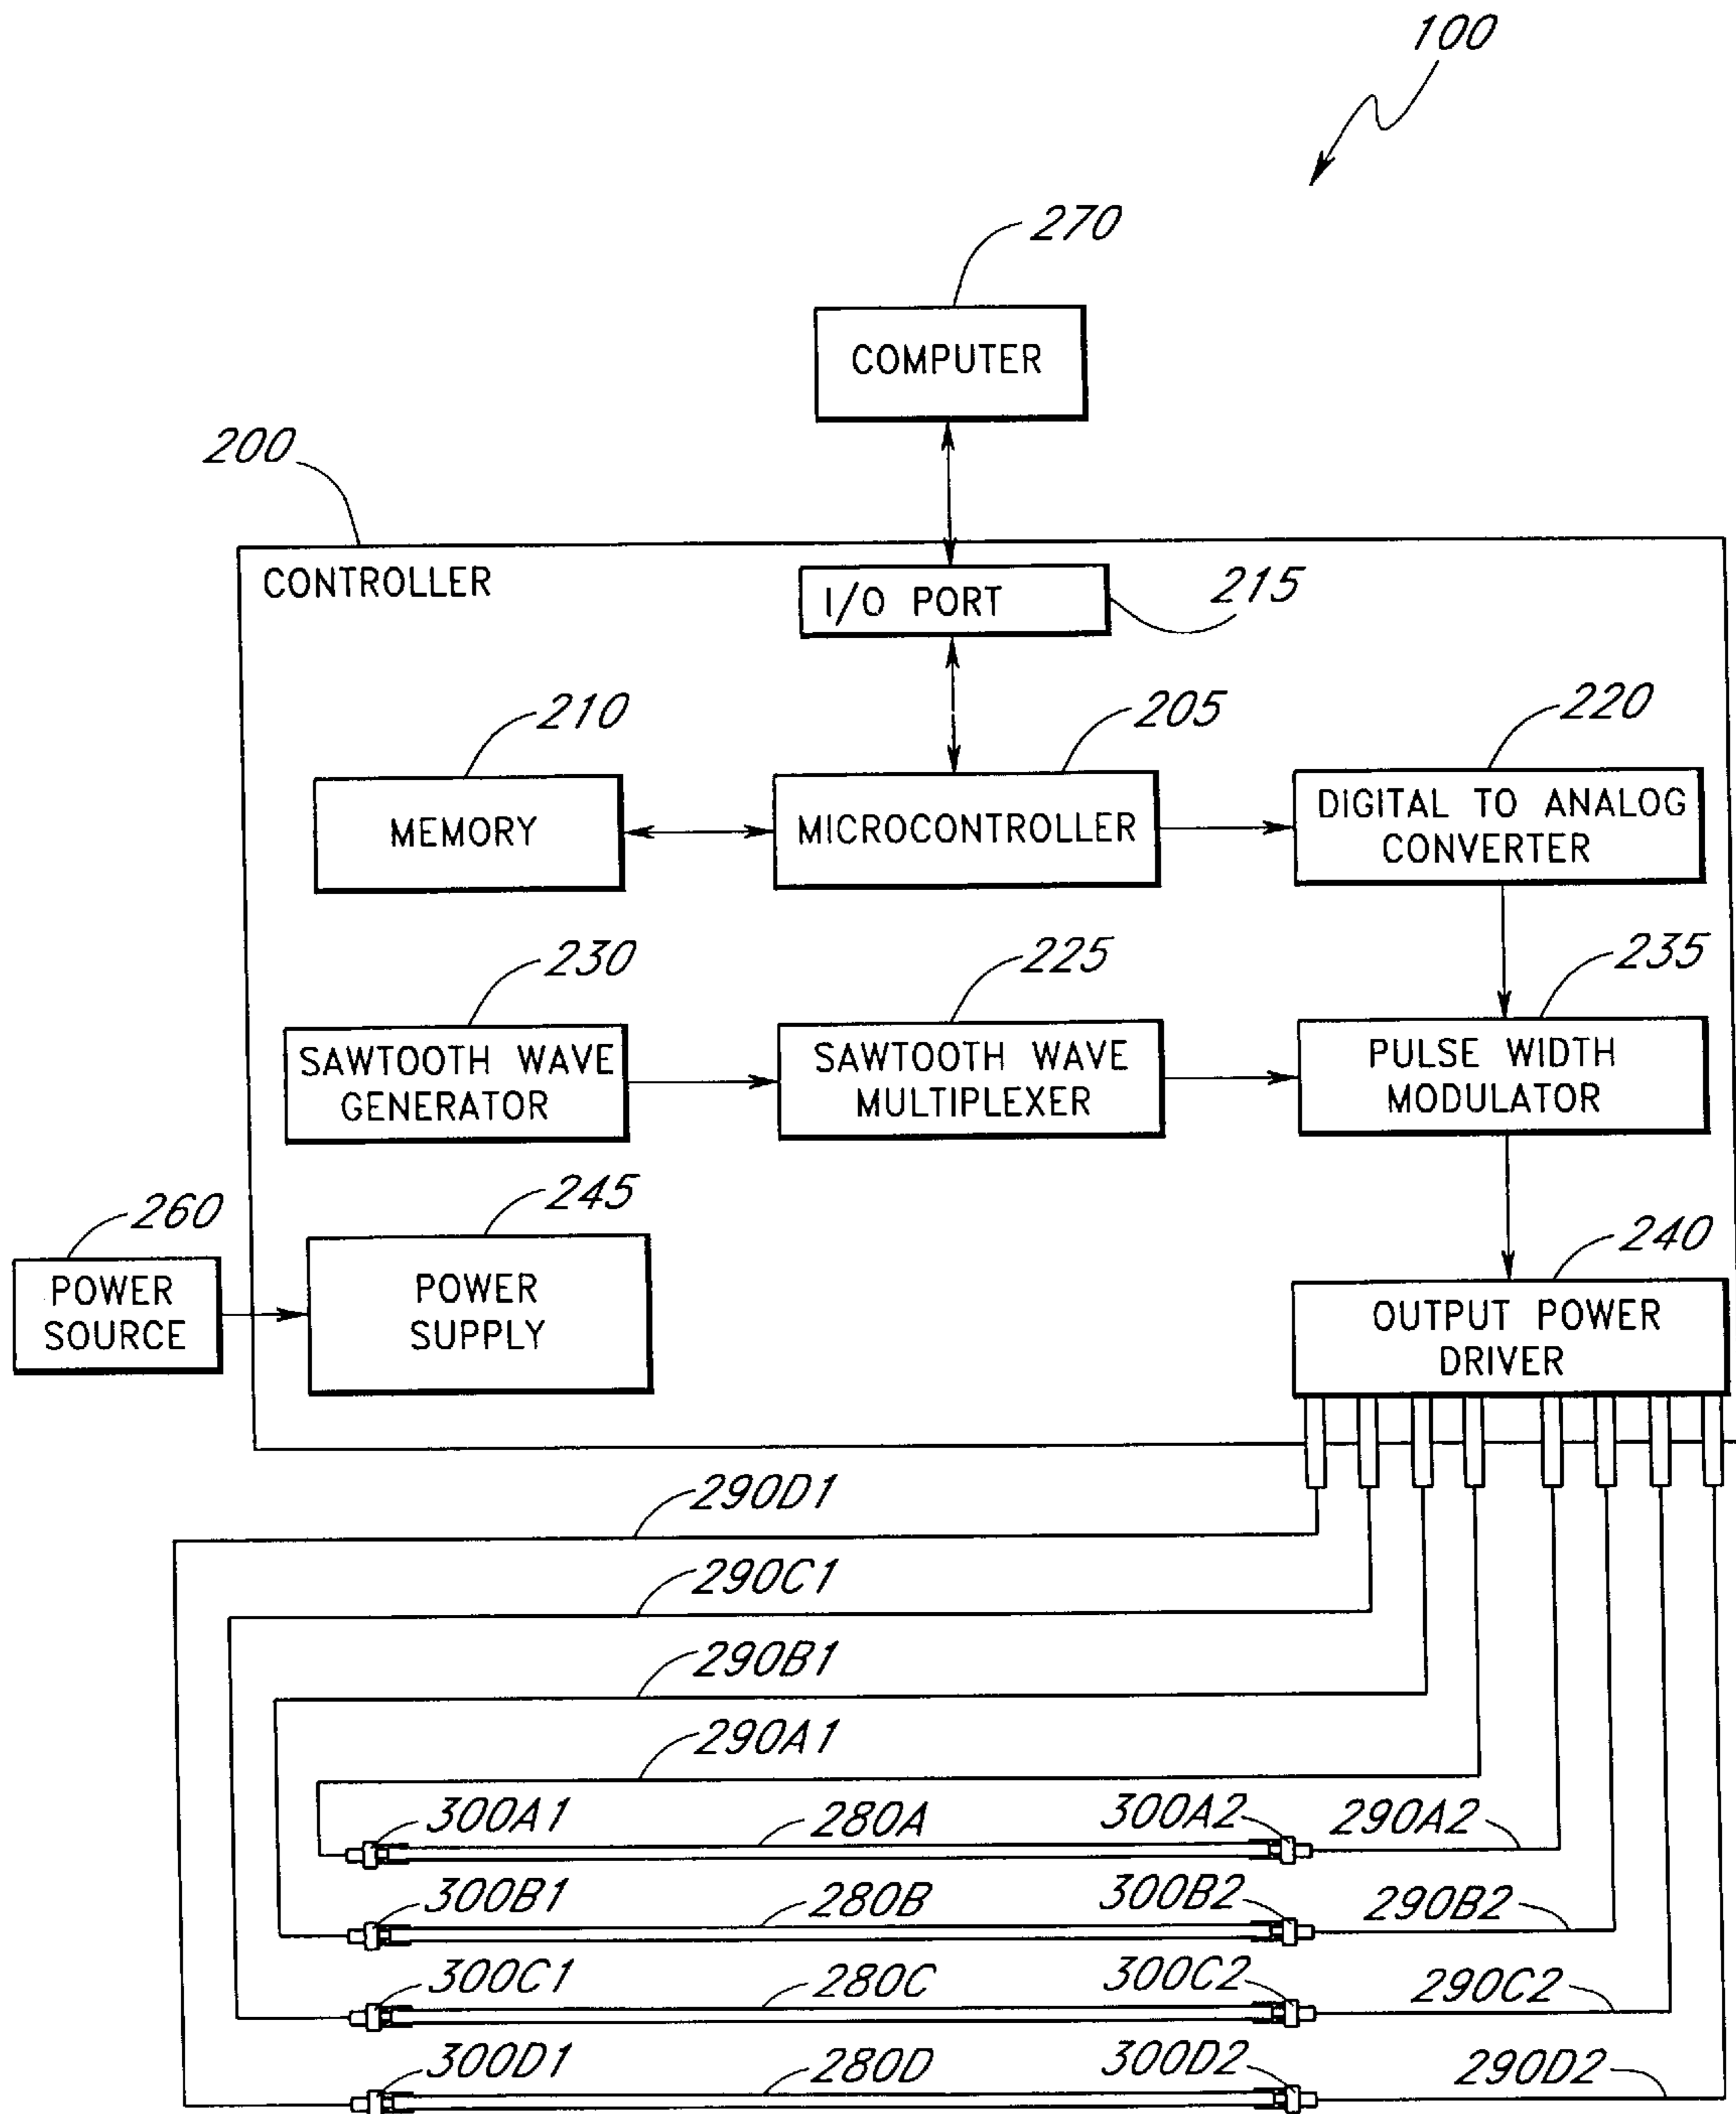 100
270
COMPUTER
200
CONTROLLER
I/O PORT
215
210
205
220
MEMORY
MICROCONTROLLER
DIGITAL TO ANALOG
CONVERTER
230
225
235
SAWTOOTH WAVE
GENERATOR
SAWTOOTH WAVE
MULTIPLEXER
PULSE WIDTH
MODULATOR
260
245
240
POWER
SOURCE
POWER
SUPPLY
OUTPUT POWER
DRIVER
290D1
290C1
290B1
290A1
300A1
280A
300A2
290A2
300B1
280B
300B2
290B2
300C1
280C
300C2
290C2
300D1
280D
300D2
290D2